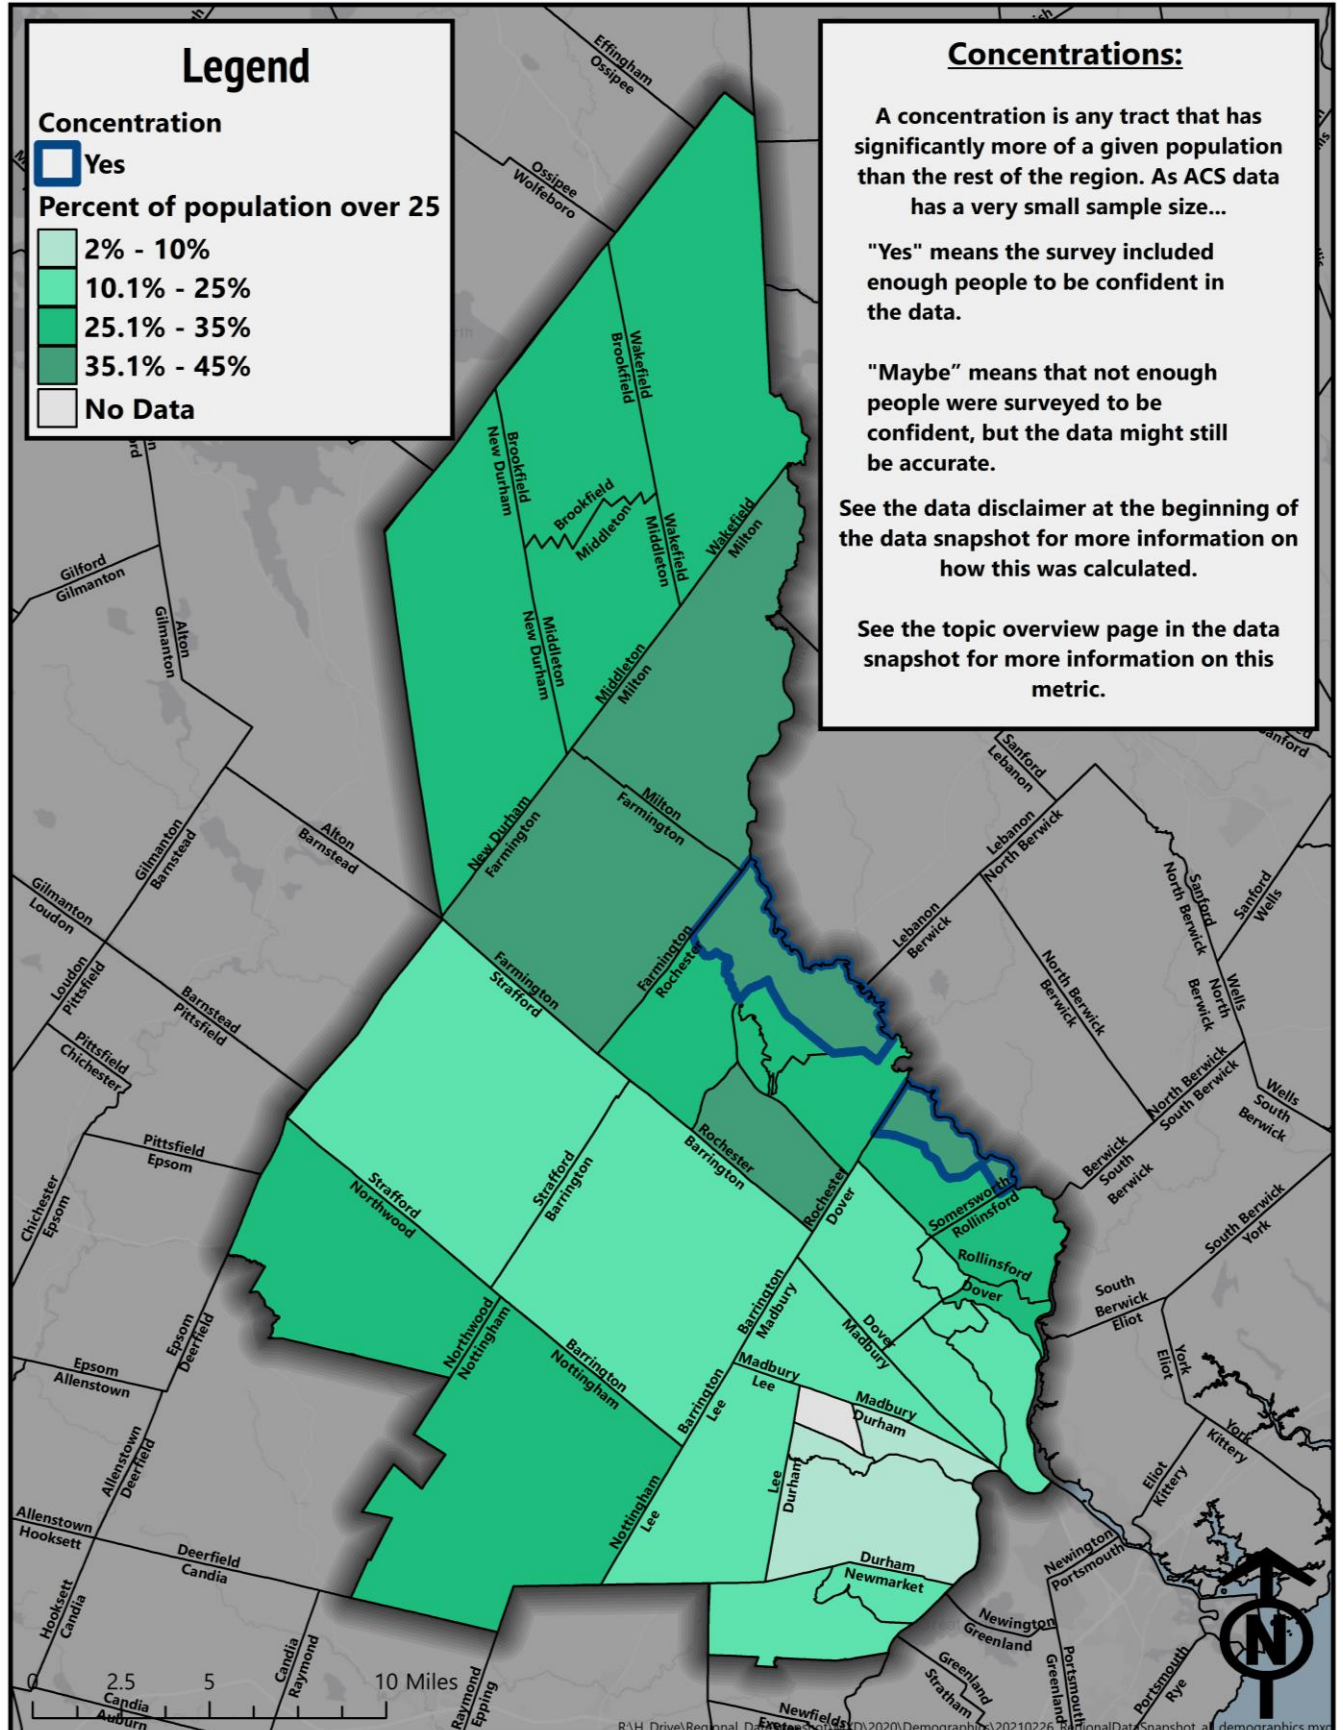 Legend
Concentration
Yes
Percent of population over 25
2% - 10%
10.1% - 25%
25.1% - 35%
35.1% - 45%
No Data
Concentrations:
A concentration is any tract that has
significantly more of a given population
than the rest of the region. As ACS data
has a very small sample size...
"Yes" means the survey included
enough people to be confident in
the data.
"Maybe” means that not enough
people were surveyed to be
confident, but the data might still
be accurate.
See the data disclaimer at the beginning of
the data snapshot for more information on
how this was calculated.
See the topic overview page in the data
snapshot for more information on this
metric.
Effingham
Ossipee
Ossipee
Wolfeboro
Wakefield
Brookfield
Brookfield
New Durham
Brookfield
Middleton
Wakefield
Middleton
Wakefield
Milton
Gilford
Gilmanton
Alton
Gilmanton
Middleton
New Durham
Middleton
Milton
Sanford
Lebanon
Milton
Farmington
New Durham
Farmington
Alton
Barnstead
Gilmanton
Barnstead
Lebanon
North Berwick
Sanford
North Berwick
Sanford
Wells
Gilmanton
Loudon
Lebanon
Berwick
Farmington
Rochester
Farmington
Strafford
Loudon
Pittsfield
Barnstead
Pittsfield
North Berwick
Berwick
Wells
North
Berwick
Pittsfield
Chichester
North Berwick
South Berwick
Wells
South
Berwick
Pittsfield
Epsom
Rochester
Barrington
Berwick
South
Berwick
Chichester
Epsom
Strafford
Northwood
Strafford
Barrington
Rochester
Dover
Somersworth
Rollinsford
South Berwick
York
Rollinsford
Dover
South
Berwick
Eliot
Barrington
Madbury
Dover
Madbury
Epsom
Deerfield
Northwood
Nottingham
Barrington
Nottingham
York
Eliot
Epsom
Allenstown
Madbury
Lee
Madbury
Durham
Barrington
Lee
York
Kittery
Allenstown
Deerfield
Lee
Durham
Eliot
Kittery
Nottingham
Lee
Allenstown
Hooksett
Deerfield
Candia
Durham
Newmarket
Newington
Portsmouth
Hooksett
Candia
Newington
Greenland
Candia
Raymond
Greenland
Stratham
Portsmouth
Greenland
Portsmouth
Rye
N
0 2.5 5 10 Miles
Raymond
Epping
Candia
Auburn
Newfields
Exeter